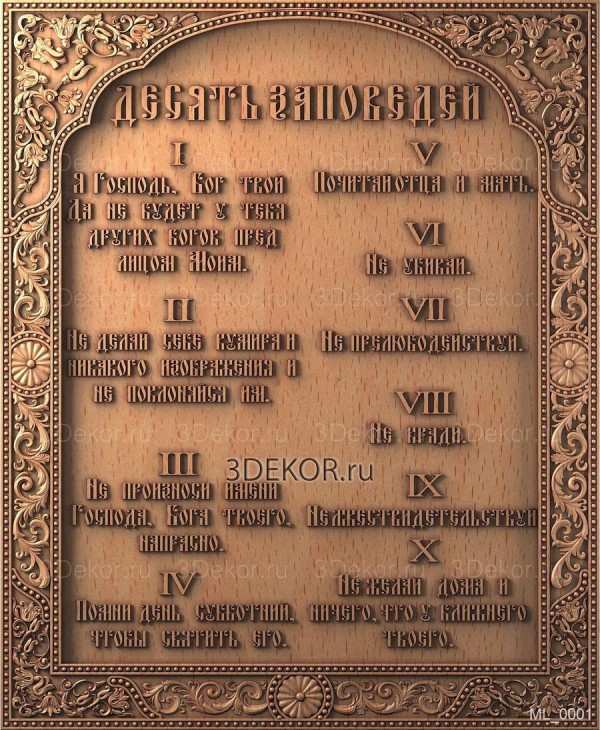 ДЕСЯТЬ ЗАПОВЕДЕЙ
I
Я Господь, Бог твой
Да не будет у тебя
других богов пред
лицом Моим.
II
Не делай себе кумира и
никакого изображения и
не поклоняйся им.
III
Не произноси имени
Господа, Бога твоего,
напрасно.
IV
Помни день субботний,
чтобы святить его.
V
Почитай отца и мать.
VI
Не убивай.
VII
Не прелюбодействуй.
VIII
Не кради.
IX
Не лжесвидетельствуй
X
Не желай дома и
ничего, что у ближнего
твоего.
3DEKOR.ru
3Dekor.ru
ML_0001